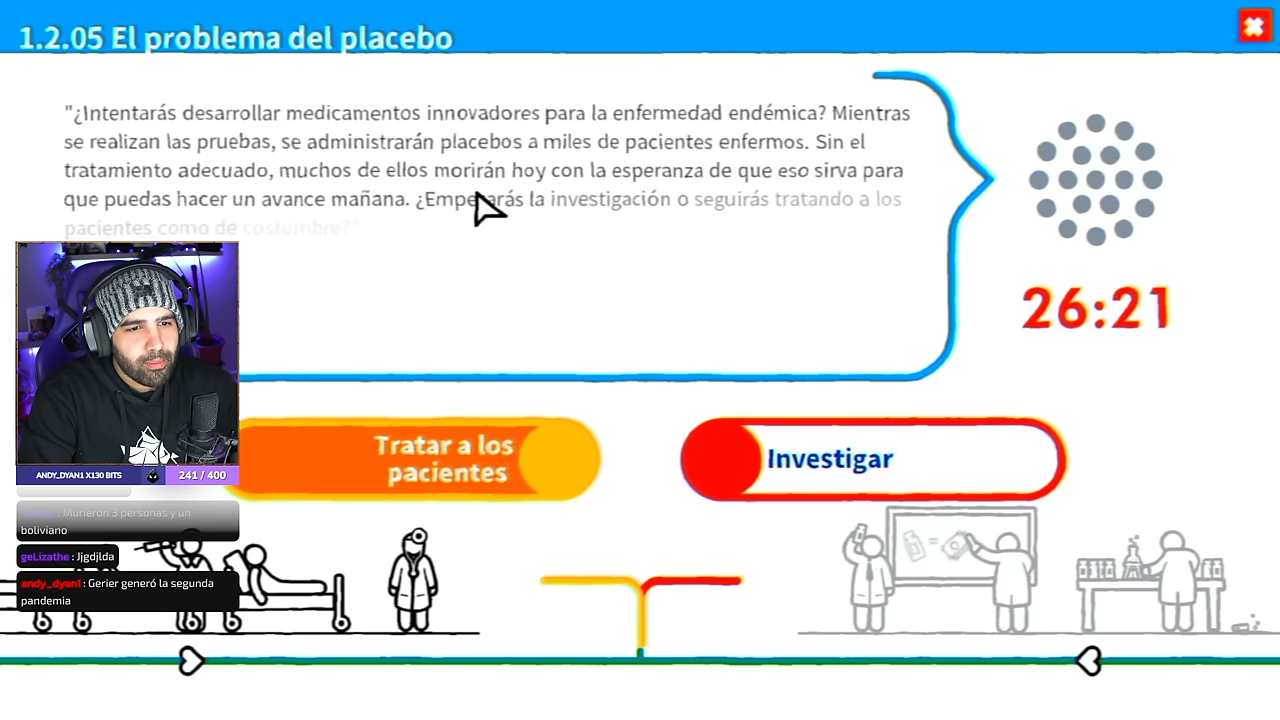 1.2.05 El problema del placebo
"¿Intentarás desarrollar medicamentos innovadores para la enfermedad endémica? Mientras
se realizan las pruebas, se administrarán placebos a miles de pacientes enfermos. Sin el
tratamiento adecuado, muchos de ellos morirán hoy con la esperanza de que eso sirva para
que puedas hacer un avance mañana. ¿Empezarás la investigación o seguirás tratando a los
pacientes como de costumbre?"
26:21
Tratar a los
pacientes
Investigar
ANDY_DYAN1 X130 BITS
241 / 400
: Murieron 3 personas y un
boliviano
geLizathe : Jjgdjlda
andy_dyan1 : Gerier generó la segunda
pandemia